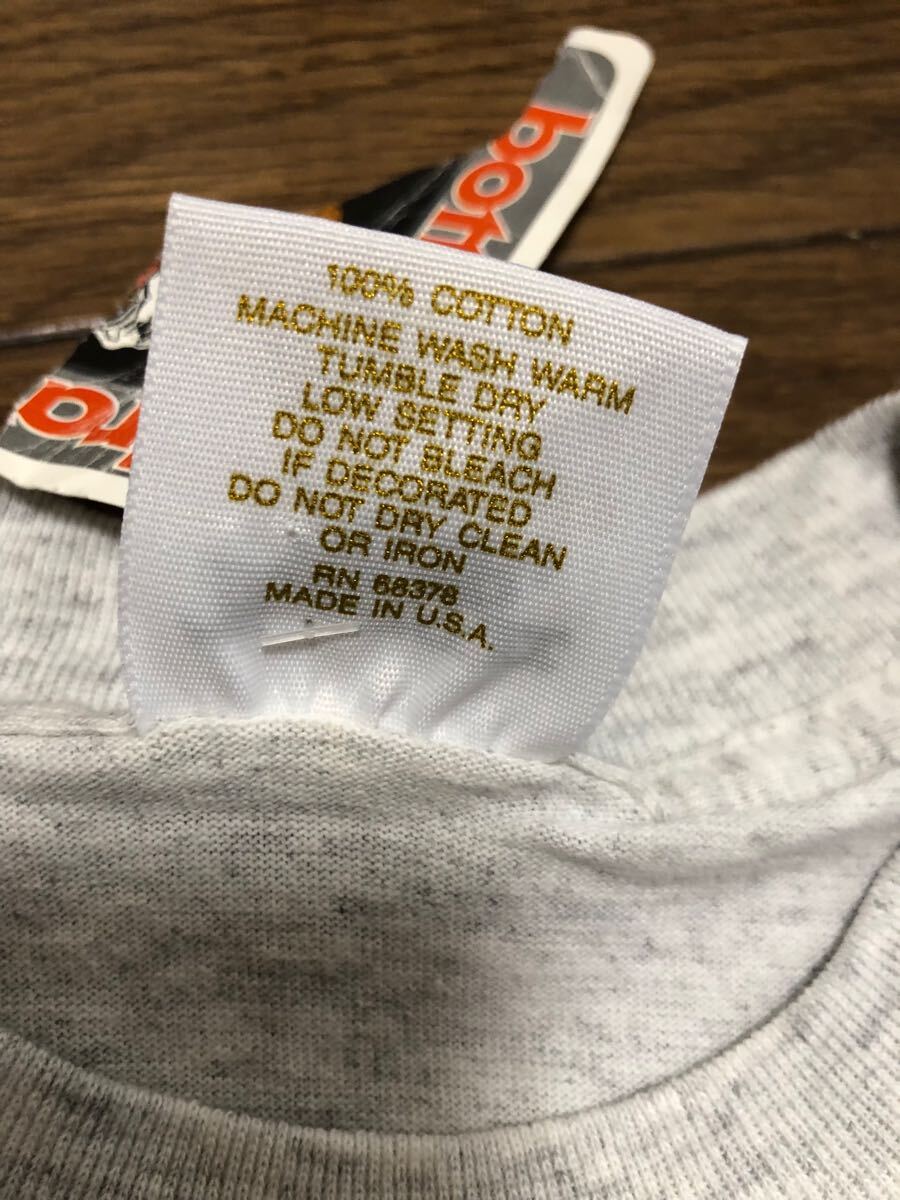 100% COTTON
MACHINE WASH WARM
TUMBLE DRY
LOW SETTING
DO NOT BLEACH
IF DECORATED
DO NOT DRY CLEAN
OR IRON
RN 68378
MADE IN U.S.A.